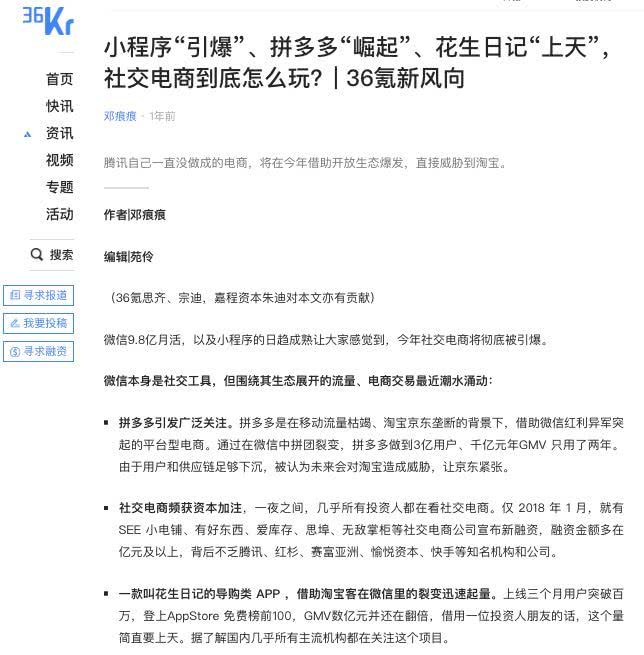 36Kr
首页
快讯
资讯
视频
专题
活动
搜索
寻求报道
我要投稿
寻求融资
小程序“引爆”、拼多多“崛起”、花生日记“上天”，
社交电商到底怎么玩？| 36氪新风向
邓痕痕 · 1年前
腾讯自己一直没做成的电商，将在今年借助开放生态爆发，直接威胁到淘宝。
作者|邓痕痕
编辑|苑伶
（36氪思齐、宗迪，嘉程资本朱迪对本文亦有贡献）
微信9.8亿月活，以及小程序的日趋成熟让大家感觉到，今年社交电商将彻底被引爆。
微信本身是社交工具，但围绕其生态展开的流量、电商交易最近潮水涌动：
拼多多引发广泛关注。拼多多是在移动流量枯竭、淘宝京东垄断的背景下，借助微信红利异军突
起的平台型电商。通过在微信中拼团裂变，拼多多做到3亿用户、千亿元年GMV 只用了两年。
由于用户和供应链足够下沉，被认为未来会对淘宝造成威胁，让京东紧张。
社交电商频获资本加注，一夜之间，几乎所有投资人都在看社交电商。仅 2018 年 1 月，就有
SEE 小电铺、有好东西、爱库存、思埠、无敌掌柜等社交电商公司宣布新融资，融资金额多在
亿元及以上，背后不乏腾讯、红杉、赛富亚洲、愉悦资本、快手等知名机构和公司。
一款叫花生日记的导购类 APP ，借助淘宝客在微信里的裂变迅速起量。上线三个月用户突破百
万，登上AppStore 免费榜前100，GMV数亿元并还在翻倍，借用一位投资人朋友的话，这个量
简直要上天。据了解国内几乎所有主流机构都在关注这个项目。